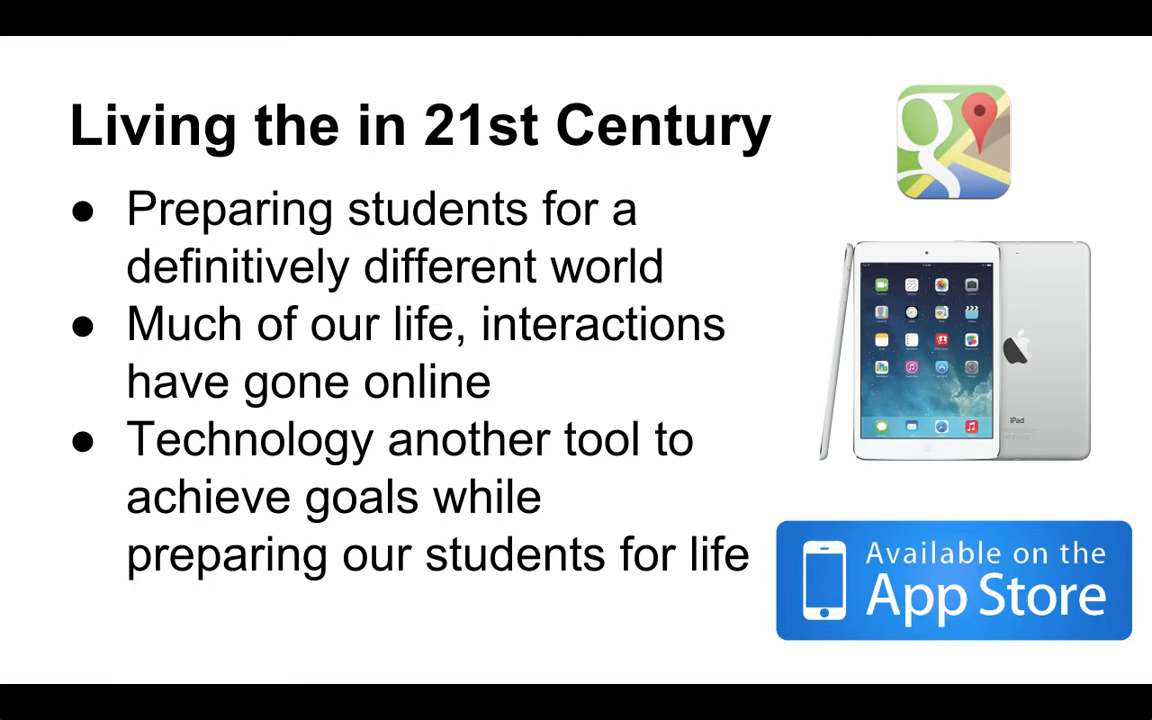 Living the in 21st Century
● Preparing students for a
definitively different world
● Much of our life, interactions
have gone online
● Technology another tool to
achieve goals while
preparing our students for life
g
iPad
Available on the
App Store